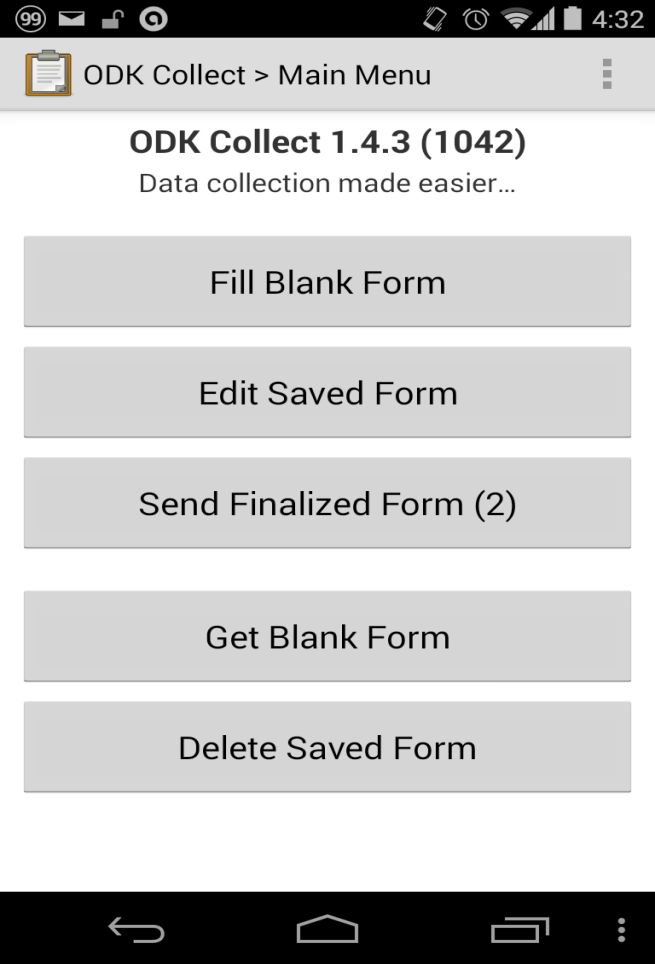 99 4:32
ODK Collect > Main Menu
ODK Collect 1.4.3 (1042)
Data collection made easier...
Fill Blank Form
Edit Saved Form
Send Finalized Form (2)
Get Blank Form
Delete Saved Form